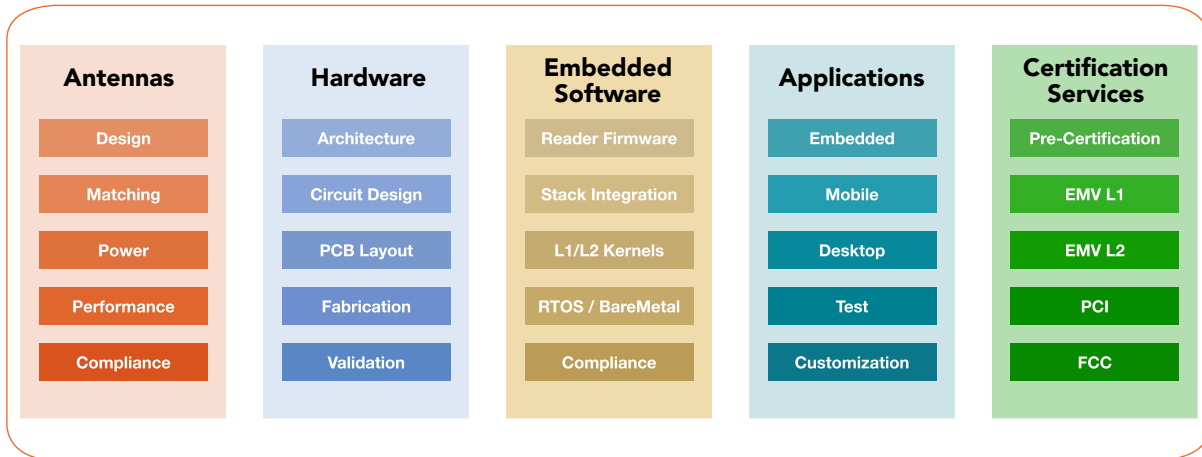 Antennas
Design
Matching
Power
Performance
Compliance
Hardware
Architecture
Circuit Design
PCB Layout
Fabrication
Validation
Embedded
Software
Reader Firmware
Stack Integration
L1/L2 Kernels
RTOS / BareMetal
Compliance
Applications
Embedded
Mobile
Desktop
Test
Customization
Certification
Services
Pre-Certification
EMV L1
EMV L2
PCI
FCC